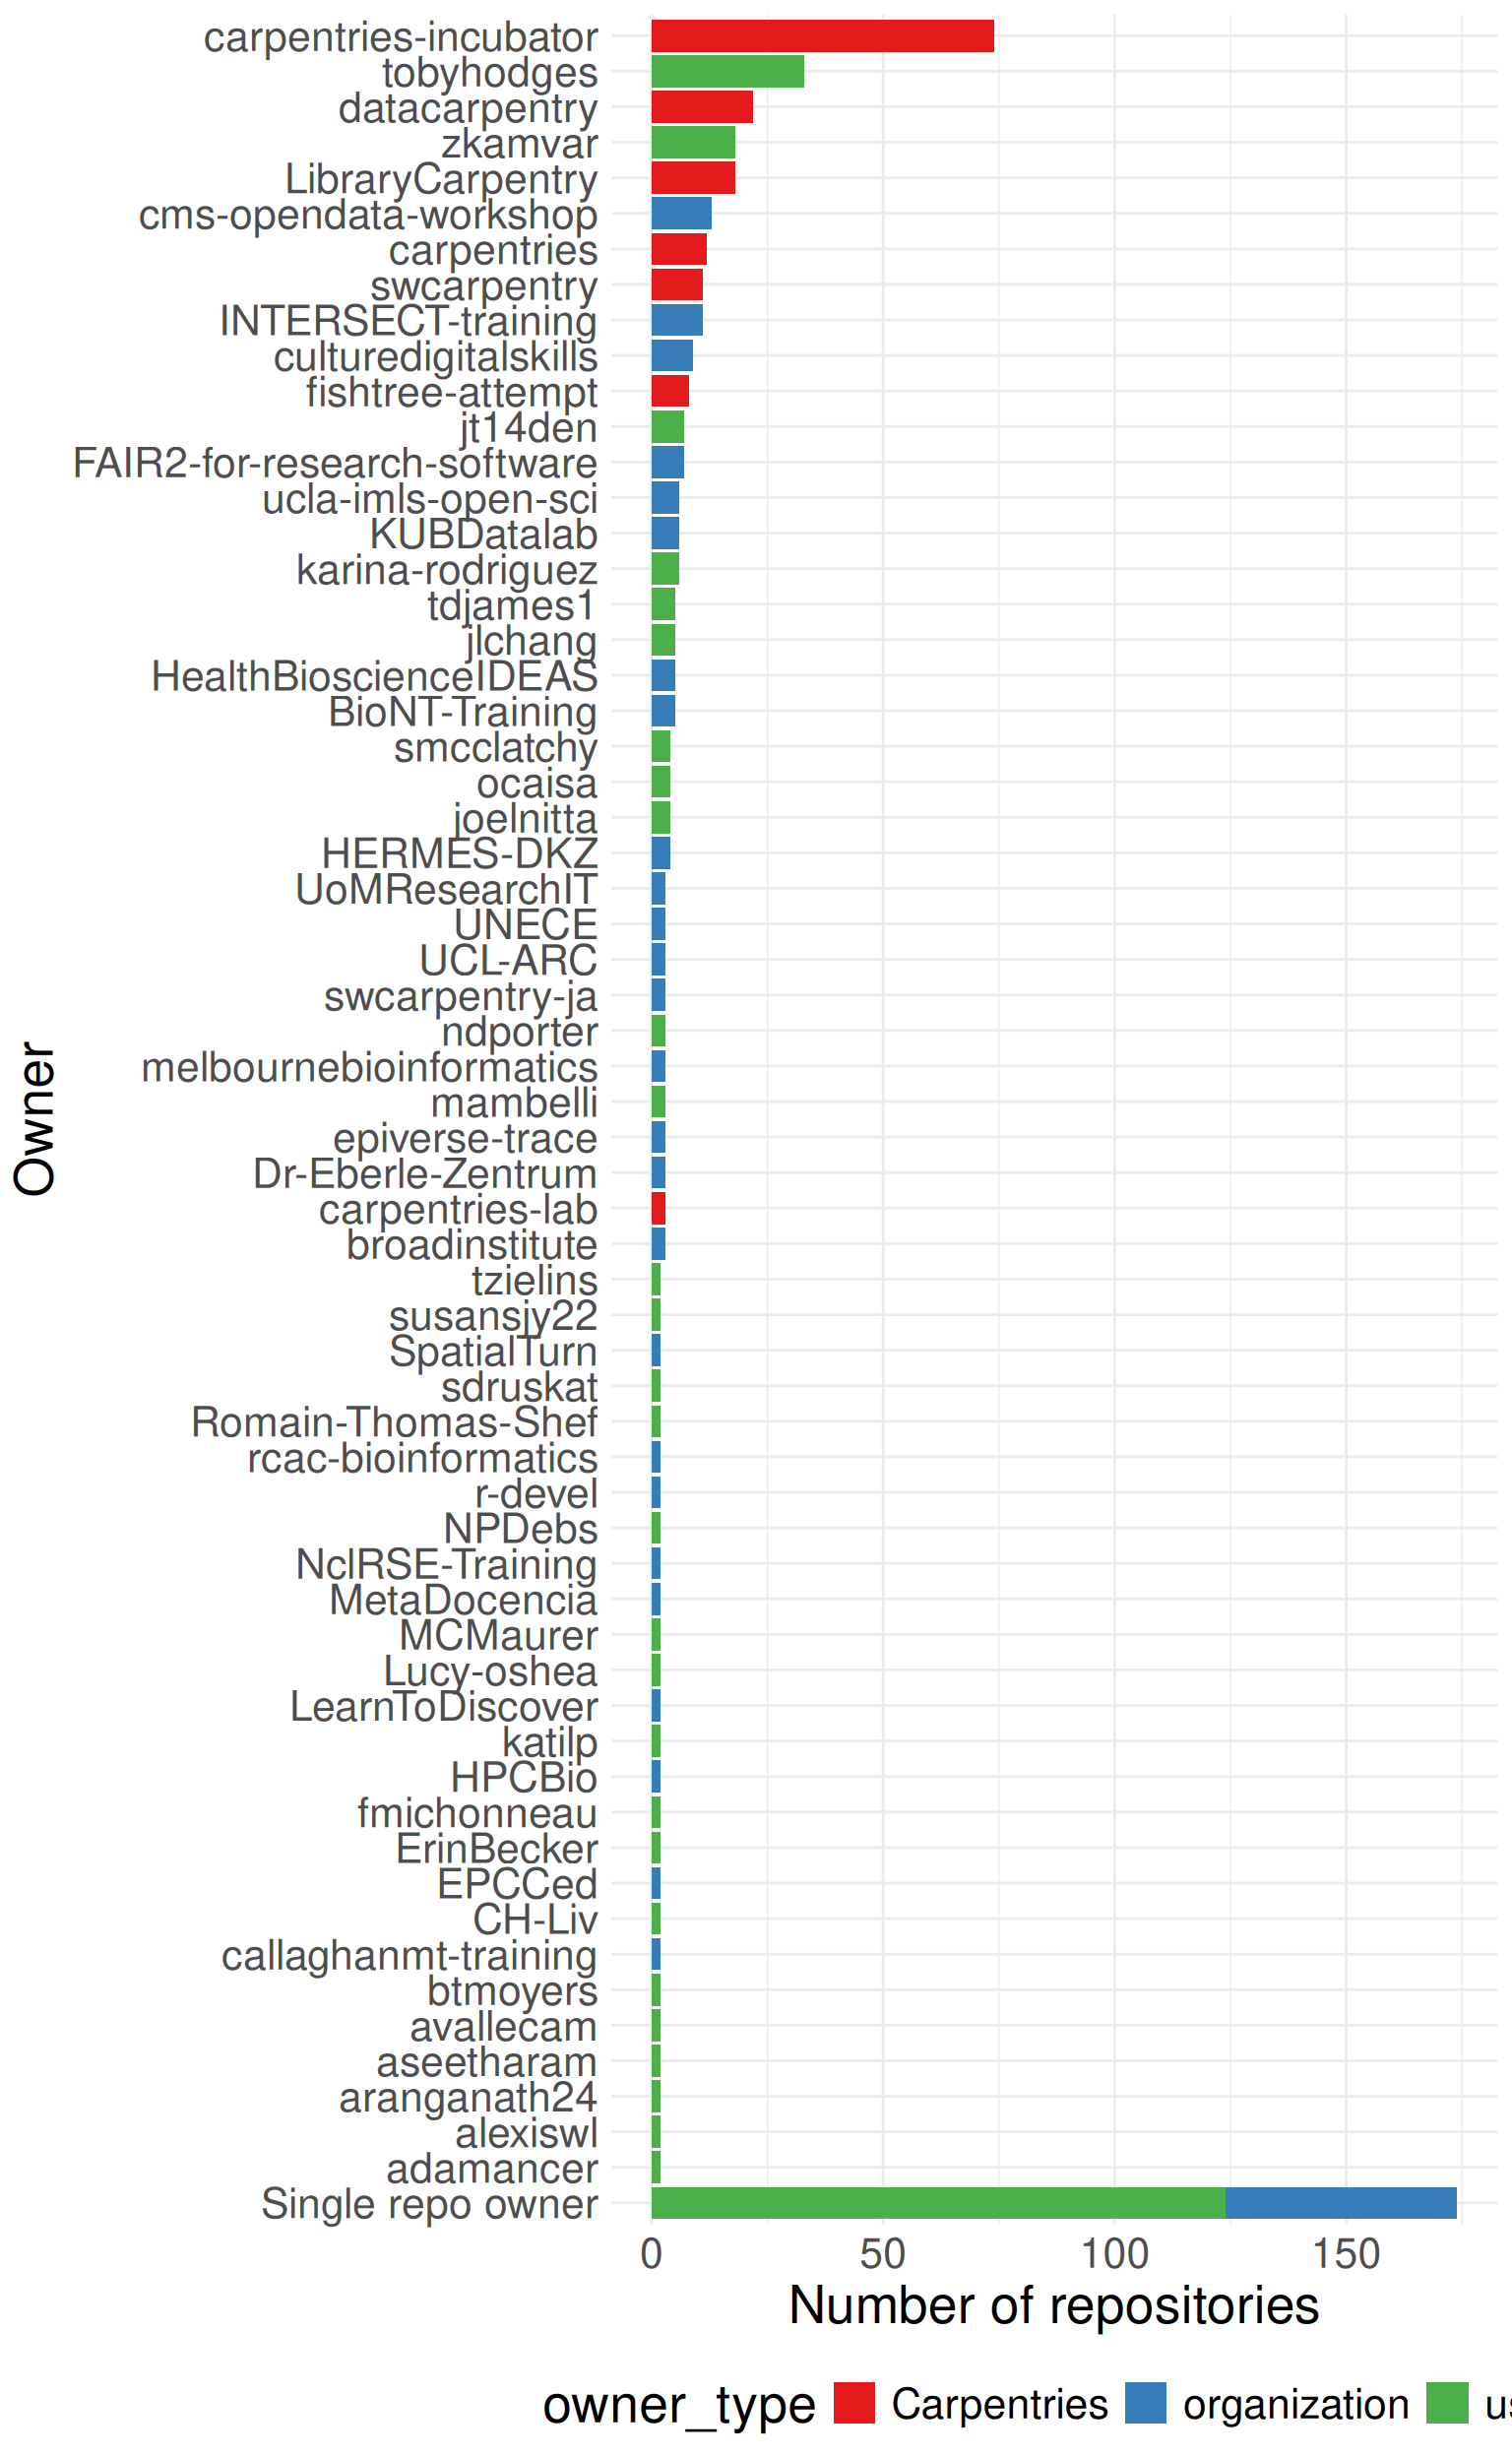 carpentries-incubator
tobyhodges
datacarpentry
zkamvar
LibraryCarpentry
cms-opendata-workshop
carpentries
swcarpentry
INTERSECT-training
culturedigitalskills
fishtree-attempt
jt14den
FAIR2-for-research-software
ucla-imls-open-sci
KUBDatalab
karina-rodriguez
tdjames1
jlchang
HealthBioscienceIDEAS
BioNT-Training
smcclatchy
ocaisa
joelnitta
HERMES-DKZ
UoMResearchIT
UNECE
UCL-ARC
swcarpentry-ja
ndporter
melbournebioinformatics
mambelli
epiverse-trace
Dr-Eberle-Zentrum
carpentries-lab
broadinstitute
tzielins
susansjy22
SpatialTurn
sdruskat
Romain-Thomas-Shef
rcac-bioinformatics
r-devel
NPDebs
NclRSE-Training
MetaDocencia
MCMaurer
Lucy-oshea
LearnToDiscover
katilp
HPCBio
fmichonneau
ErinBecker
EPCCed
CH-Liv
callaghanmt-training
btmoyers
avallecam
aseetharam
aranganath24
alexiswl
adamancer
Single repo owner
Owner
0 50 100 150
Number of repositories
owner_type Carpentries organization